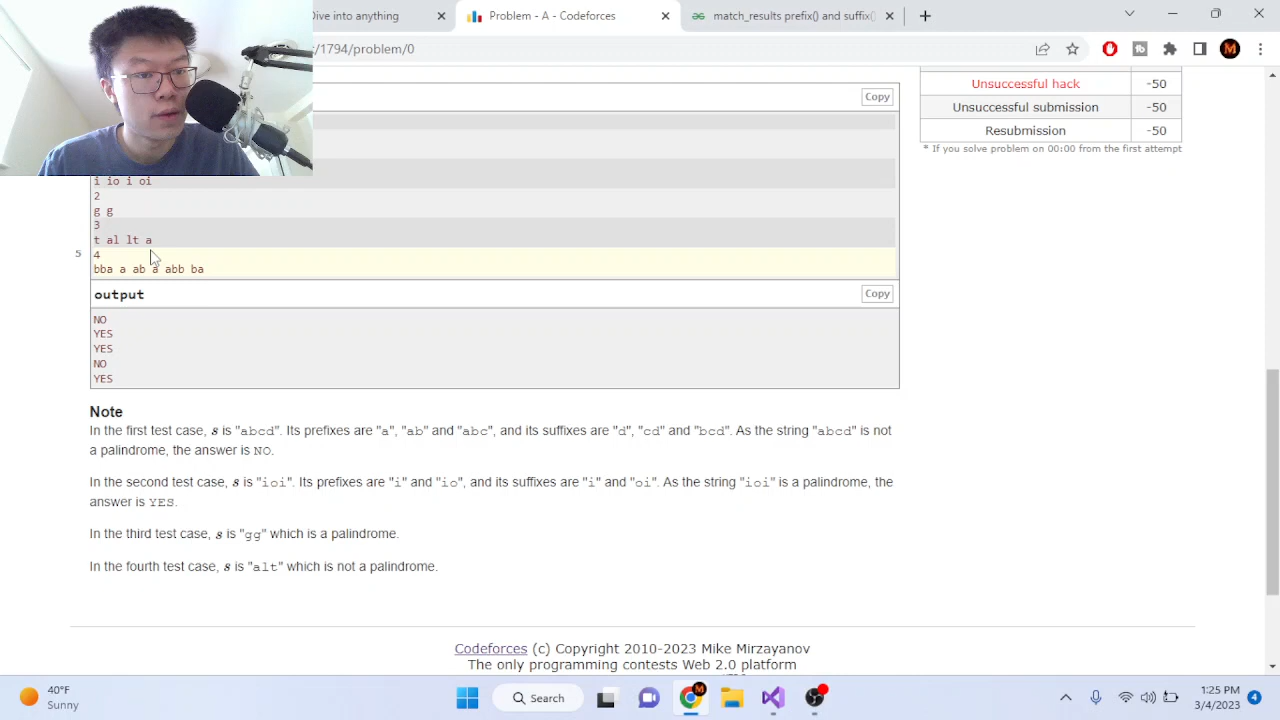 Dive into anything
Problem - A - Codeforces
match_results prefix() and suffix()
/1794/problem/0
Unsuccessful hack -50
Unsuccessful submission -50
Resubmission -50
* If you solve problem on 00:00 from the first attempt
Copy
i io i oi
2
g g
3
t al lt a
5
4
bba a ab a abb ba
output
Copy
NO
YES
YES
NO
YES
Note
In the first test case, s is "abcd". Its prefixes are "a", "ab" and "abc", and its suffixes are "d", "cd" and "bcd". As the string "abcd" is not
a palindrome, the answer is NO.
In the second test case, s is "ioi". Its prefixes are "i" and "io", and its suffixes are "i" and "oi". As the string "ioi" is a palindrome, the
answer is YES.
In the third test case, s is "gg" which is a palindrome.
In the fourth test case, s is "alt" which is not a palindrome.
Codeforces (c) Copyright 2010-2023 Mike Mirzayanov
The only programming contests Web 2.0 platform
40°F
Sunny
Search
1:25 PM
3/4/2023
4